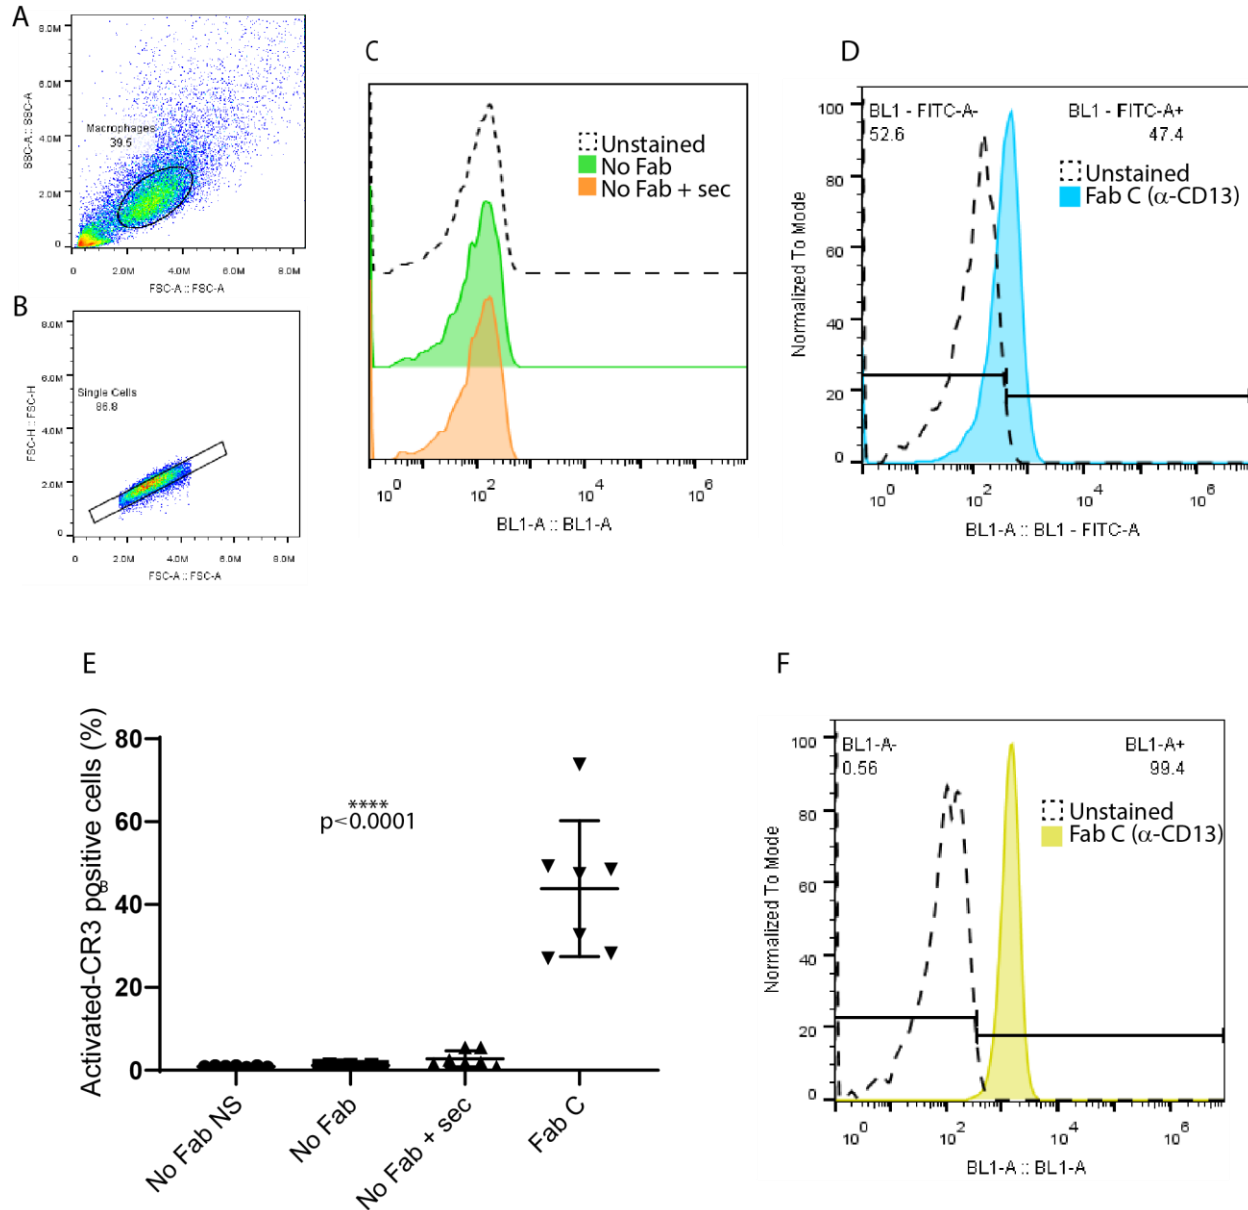 A
8.0M
6.0M
4.0M
2.0M
0
SSC-A :: SSC-A
Macrophages
39.5
0 2.0M 4.0M 6.0M 8.0M
FSC-A :: FSC-A
B
8.0M
6.0M
4.0M
2.0M
0
FSC-H :: FSC-H
Single Cells
86.8
0 2.0M 4.0M 6.0M 8.0M
FSC-A :: FSC-A
C
Unstained
No Fab
No Fab + sec
10^0 10^2 10^4 10^6
BL1-A :: BL1-A
D
100
80
60
40
20
0
Normalized To Mode
BL1 - FITC-A-
52.6
BL1 - FITC-A+
47.4
Unstained
Fab C (α-CD13)
10^0 10^2 10^4 10^6
BL1-A :: BL1 - FITC-A
E
Activated-CR3 positive cells (%)
B
80
60
40
20
0
****
p<0.0001
No Fab NS
No Fab
No Fab + sec
Fab C
F
100
80
60
40
20
0
Normalized To Mode
BL1-A-
0.56
BL1-A+
99.4
Unstained
Fab C (α-CD13)
10^0 10^2 10^4 10^6
BL1-A :: BL1-A